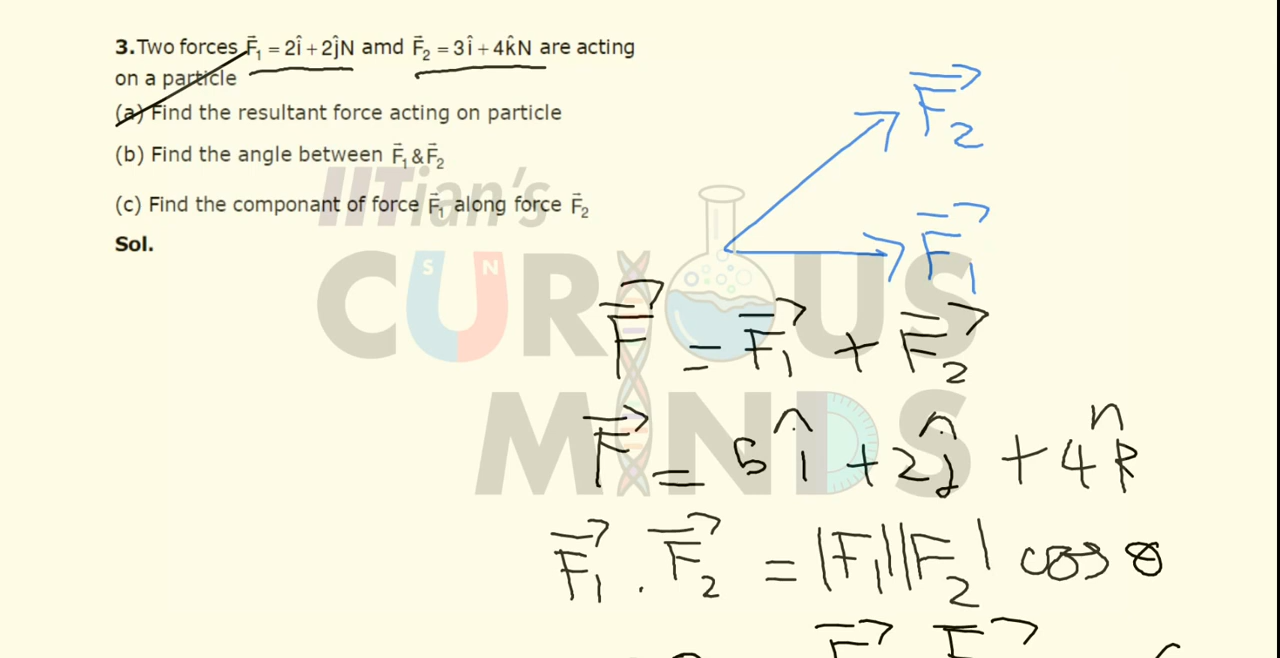 3.Two forces F⃗₁ = 2î + 2ĵN amd F⃗₂ = 3î + 4k̂N are acting
on a particle
(a) Find the resultant force acting on particle
(b) Find the angle between F⃗₁ & F⃗₂
(c) Find the componant of force F⃗₁ along force F⃗₂
Sol.
F⃗₂
F⃗₁
IITian's
CURIOUS
S N
MINDS
F⃗ = F⃗₁ + F⃗₂
F⃗ = 5î + 2ĵ + 4k̂
F⃗₁ . F⃗₂ = |F₁||F₂| cos θ